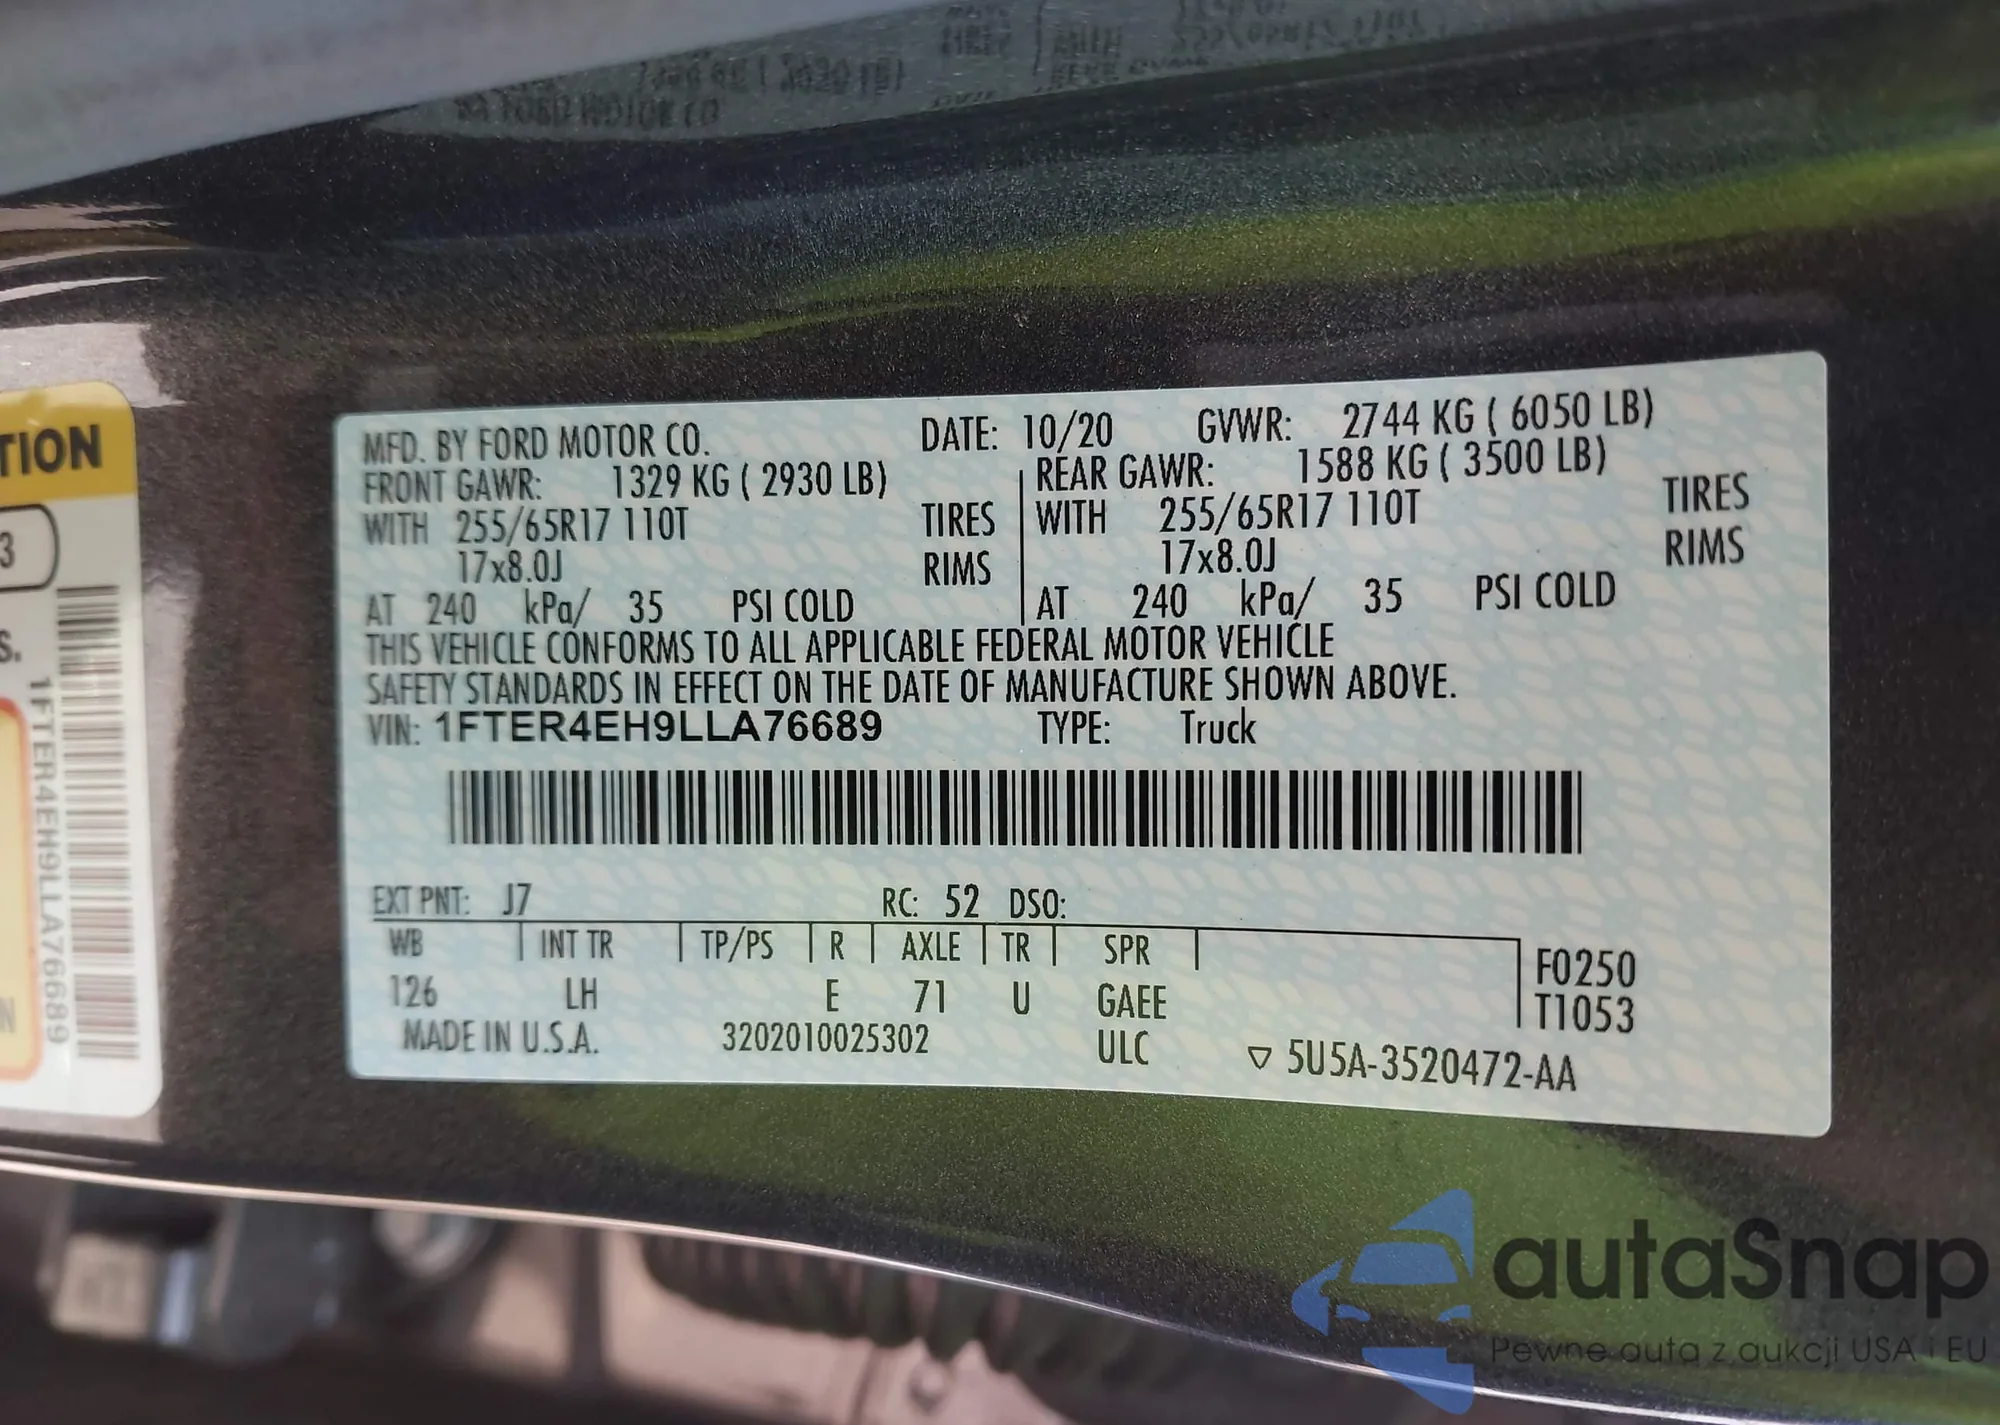 MFD. BY FORD MOTOR CO. DATE: 10/20 GVWR: 2744 KG ( 6050 LB)
FRONT GAWR: 1329 KG ( 2930 LB) REAR GAWR: 1588 KG ( 3500 LB)
WITH 255/65R17 110T TIRES WITH 255/65R17 110T TIRES
17x8.0J RIMS 17x8.0J RIMS
AT 240 kPa/ 35 PSI COLD AT 240 kPa/ 35 PSI COLD
THIS VEHICLE CONFORMS TO ALL APPLICABLE FEDERAL MOTOR VEHICLE
SAFETY STANDARDS IN EFFECT ON THE DATE OF MANUFACTURE SHOWN ABOVE.
VIN: 1FTER4EH9LLA76689 TYPE: Truck
EXT PNT: J7 RC: 52 DSO:
WB INT TR TP/PS R AXLE TR SPR
126 LH E 71 U GAEE
F0250
T1053
MADE IN U.S.A. 3202010025302 ULC ▽ 5U5A-3520472-AA
TION
3
S.
1FTER4EH9LLA76689
N
autaSnap
Pewne auta z aukcji USA i EU